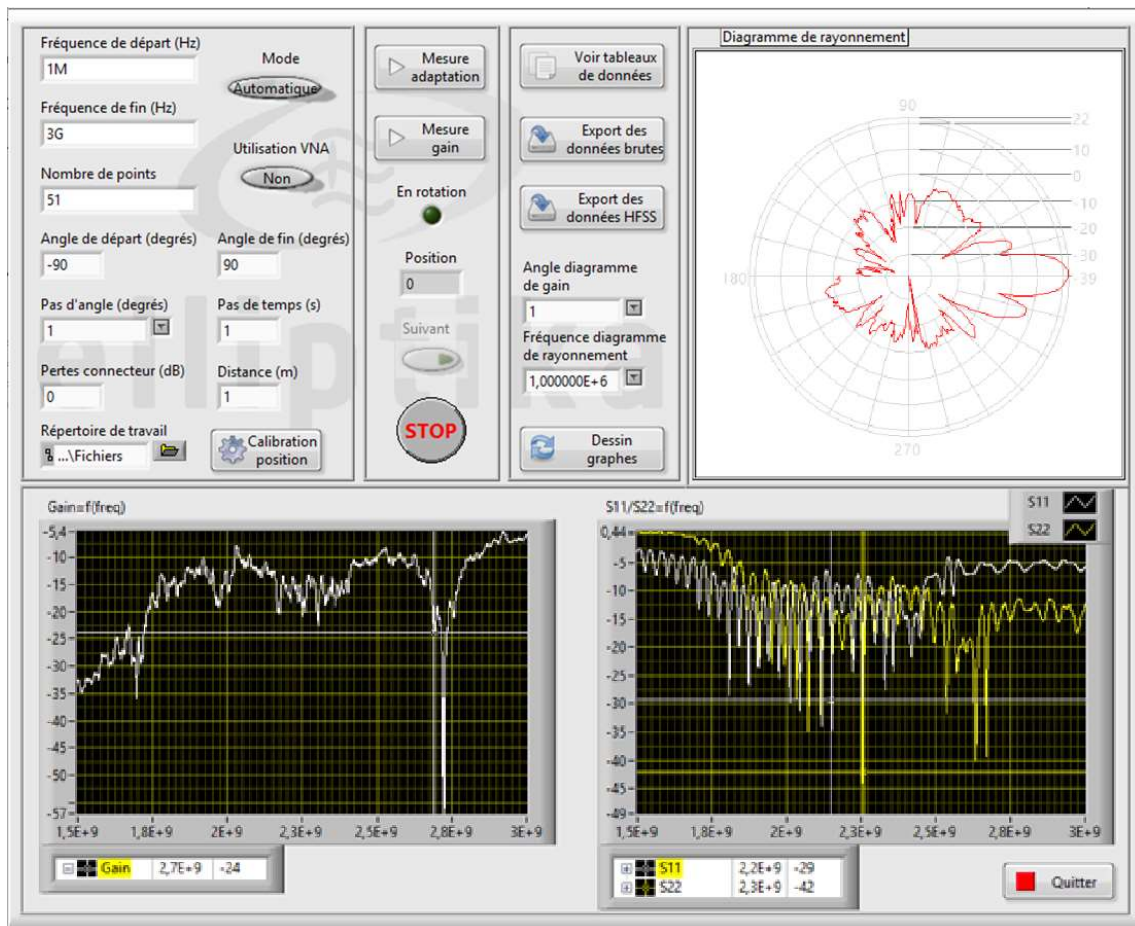 Fréquence de départ (Hz)
1M
Mode
Automatique
Fréquence de fin (Hz)
3G
Utilisation VNA
Non
Nombre de points
51
Angle de départ (degrés)
-90
Angle de fin (degrés)
90
Pas d'angle (degrés)
1
Pas de temps (s)
1
Pertes connecteur (dB)
0
Distance (m)
1
Répertoire de travail
...\Fichiers
Calibration
position
elliptika
Mesure
adaptation
Mesure
gain
En rotation
Position
0
Suivant
STOP
Voir tableaux
de données
Export des
données brutes
Export des
données HFSS
Angle diagramme
de gain
1
Fréquence diagramme
de rayonnement
1,000000E+6
Dessin
graphes
Diagramme de rayonnement
90
22
10
0
-10
-20
-30
-39
180
270
Gain=f(freq)
-5,4
-10
-15
-20
-25
-30
-35
-40
-45
-50
-57
1,5E+9 1,8E+9 2E+9 2,3E+9 2,5E+9 2,8E+9 3E+9
Gain 2,7E+9 -24
S11/S22=f(freq)
S11
S22
0,44
-5
-10
-15
-20
-25
-30
-35
-40
-45
-49
1,5E+9 1,8E+9 2E+9 2,3E+9 2,5E+9 2,8E+9 3E+9
S11 2,2E+9 -29
S22 2,3E+9 -42
Quitter